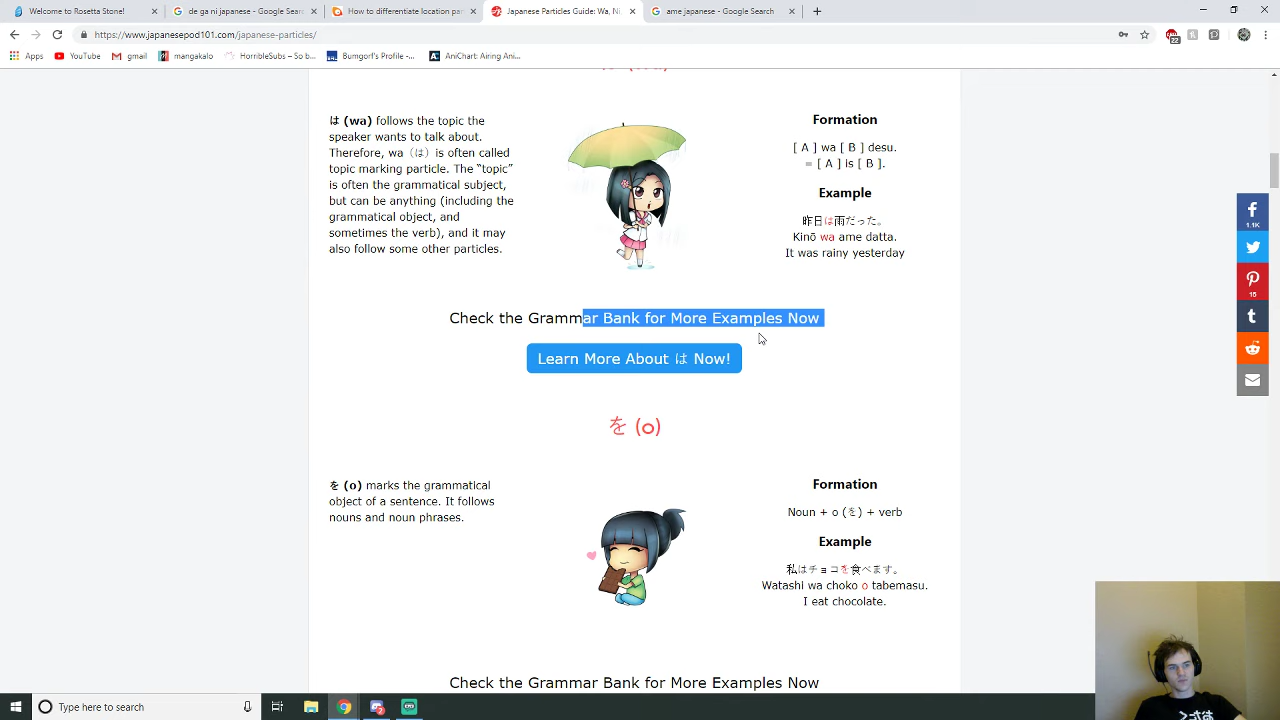 Welcome to Rosetta Stone!
de ga ni japanese - Google Sear
How to differentiate location par
Japanese Particles Guide: Wa, Ni
ame japanese - Google Search
https://www.japanesepod101.com/japanese-particles/
22
Apps
YouTube
gmail
mangakalo
HorribleSubs – So b...
Bumgorf's Profile -...
AniChart: Airing Ani...
は (wa) follows the topic the
speaker wants to talk about.
Therefore, wa（は）is often called
topic marking particle. The “topic”
is often the grammatical subject,
but can be anything (including the
grammatical object, and
sometimes the verb), and it may
also follow some other particles.
Formation
[ A ] wa [ B ] desu.
= [ A ] is [ B ].
Example
昨日は雨だった。
Kinō wa ame datta.
It was rainy yesterday
Check the Grammar Bank for More Examples Now
Learn More About は Now!
を (o)
を (o) marks the grammatical
object of a sentence. It follows
nouns and noun phrases.
Formation
Noun + o (を) + verb
Example
私はチョコを食べます。
Watashi wa choko o tabemasu.
I eat chocolate.
Check the Grammar Bank for More Examples Now
1.1K
15
Type here to search
おたく